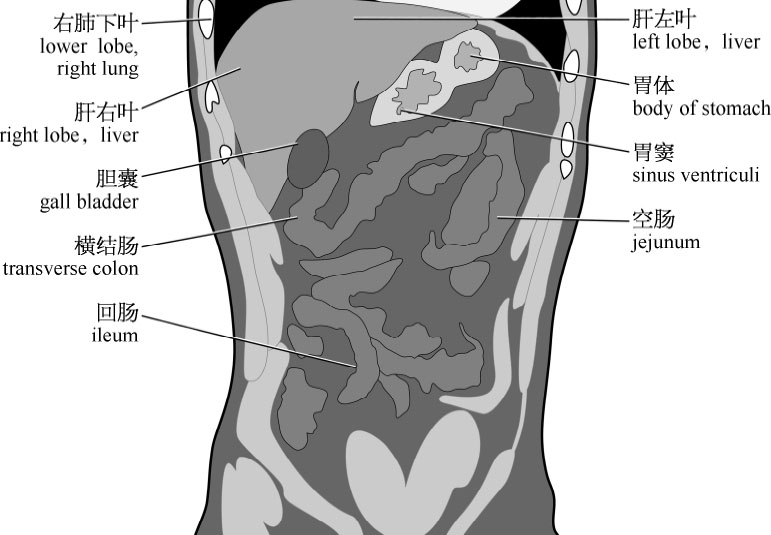 右肺下叶
lower lobe,
right lung
肝右叶
right lobe, liver
胆囊
gall bladder
横结肠
transverse colon
回肠
ileum
肝左叶
left lobe, liver
胃体
body of stomach
胃窦
sinus ventriculi
空肠
jejunum